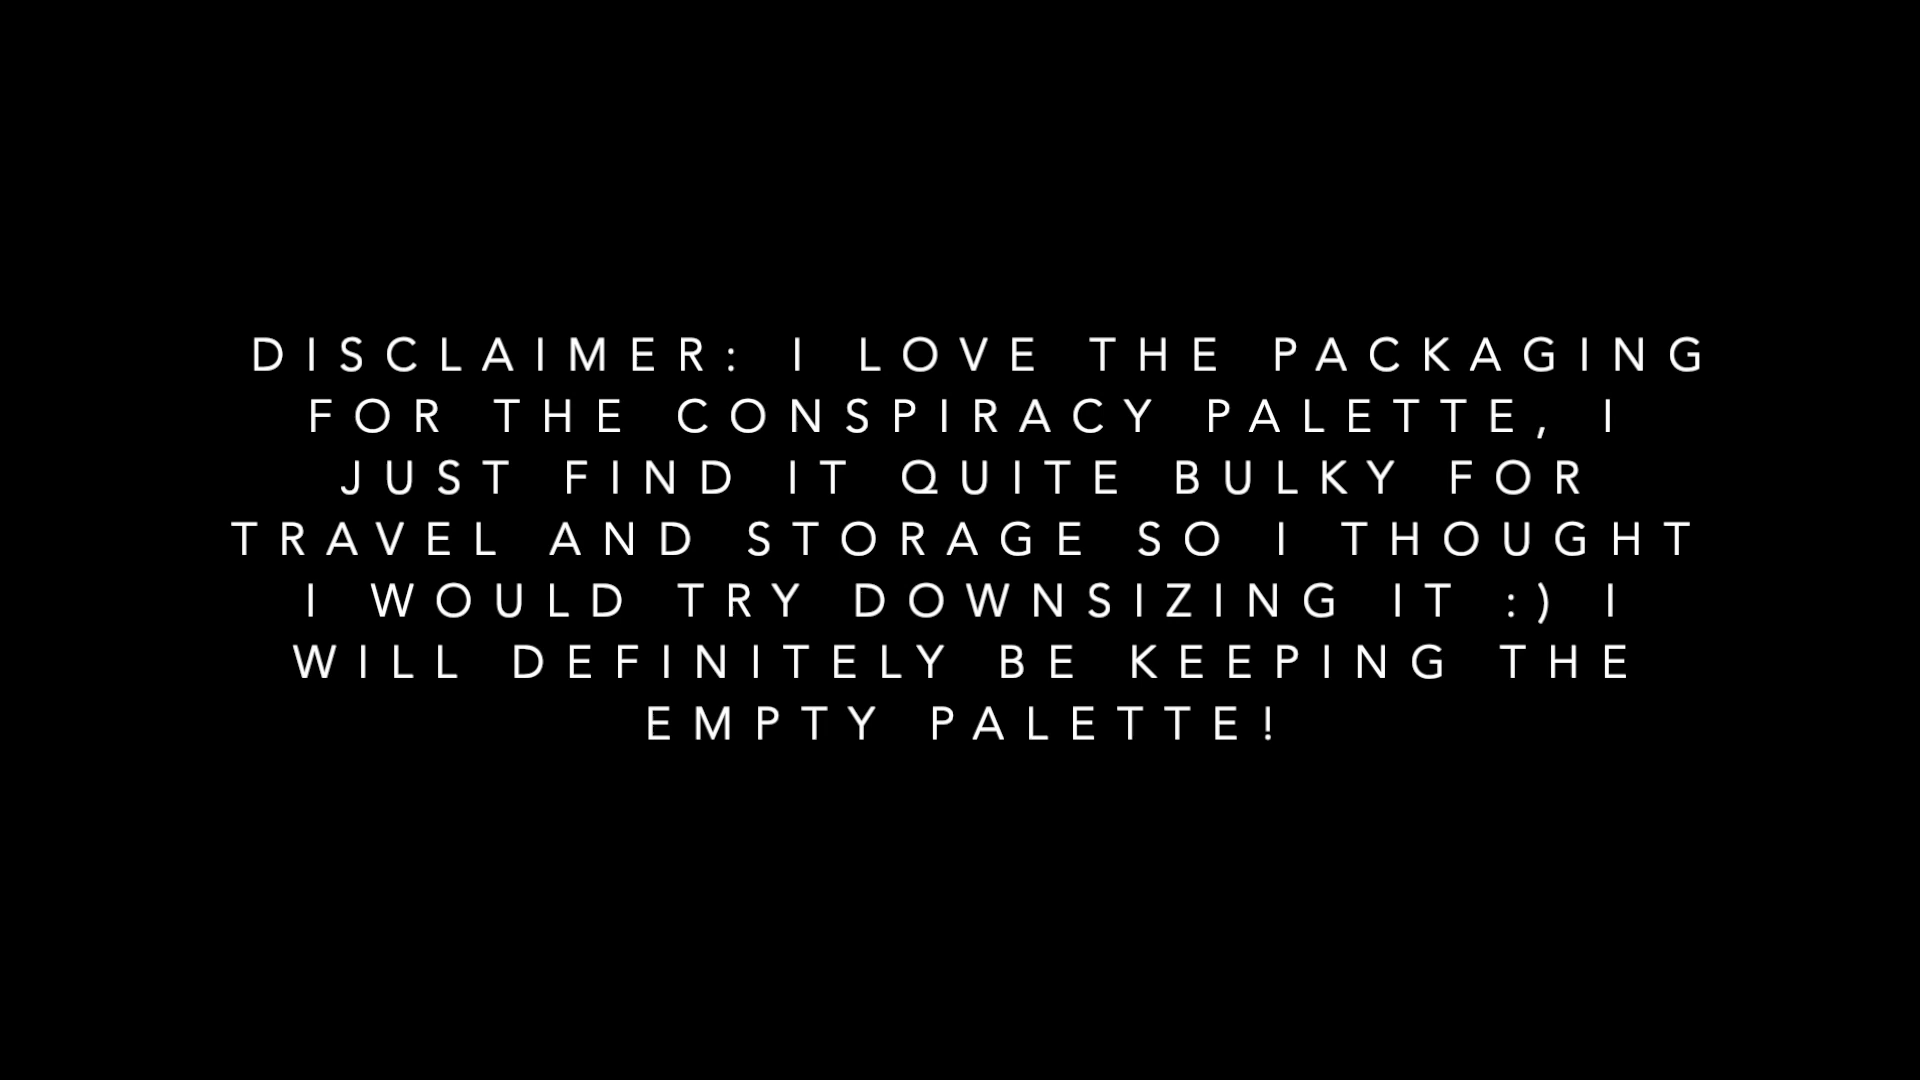 DISCLAIMER: I LOVE THE PACKAGING
FOR THE CONSPIRACY PALETTE, I
JUST FIND IT QUITE BULKY FOR
TRAVEL AND STORAGE SO I THOUGHT
I WOULD TRY DOWNSIZING IT :) I
WILL DEFINITELY BE KEEPING THE
EMPTY PALETTE!